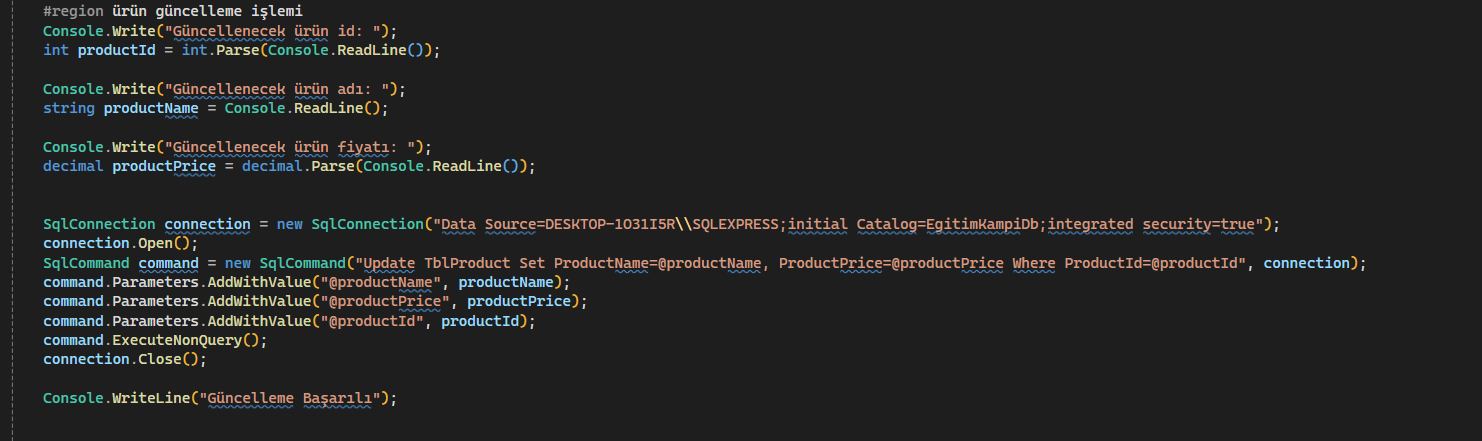 #region ürün güncelleme işlemi
Console.Write("Güncellenecek ürün id: ");
int productId = int.Parse(Console.ReadLine());
Console.Write("Güncellenecek ürün adı: ");
string productName = Console.ReadLine();
Console.Write("Güncellenecek ürün fiyatı: ");
decimal productPrice = decimal.Parse(Console.ReadLine());
SqlConnection connection = new SqlConnection("Data Source=DESKTOP-1O31I5R\\SQLEXPRESS;initial Catalog=EgitimKampiDb;integrated security=true");
connection.Open();
SqlCommand command = new SqlCommand("Update TblProduct Set ProductName=@productName, ProductPrice=@productPrice Where ProductId=@productId", connection);
command.Parameters.AddWithValue("@productName", productName);
command.Parameters.AddWithValue("@productPrice", productPrice);
command.Parameters.AddWithValue("@productId", productId);
command.ExecuteNonQuery();
connection.Close();
Console.WriteLine("Güncelleme Başarılı");